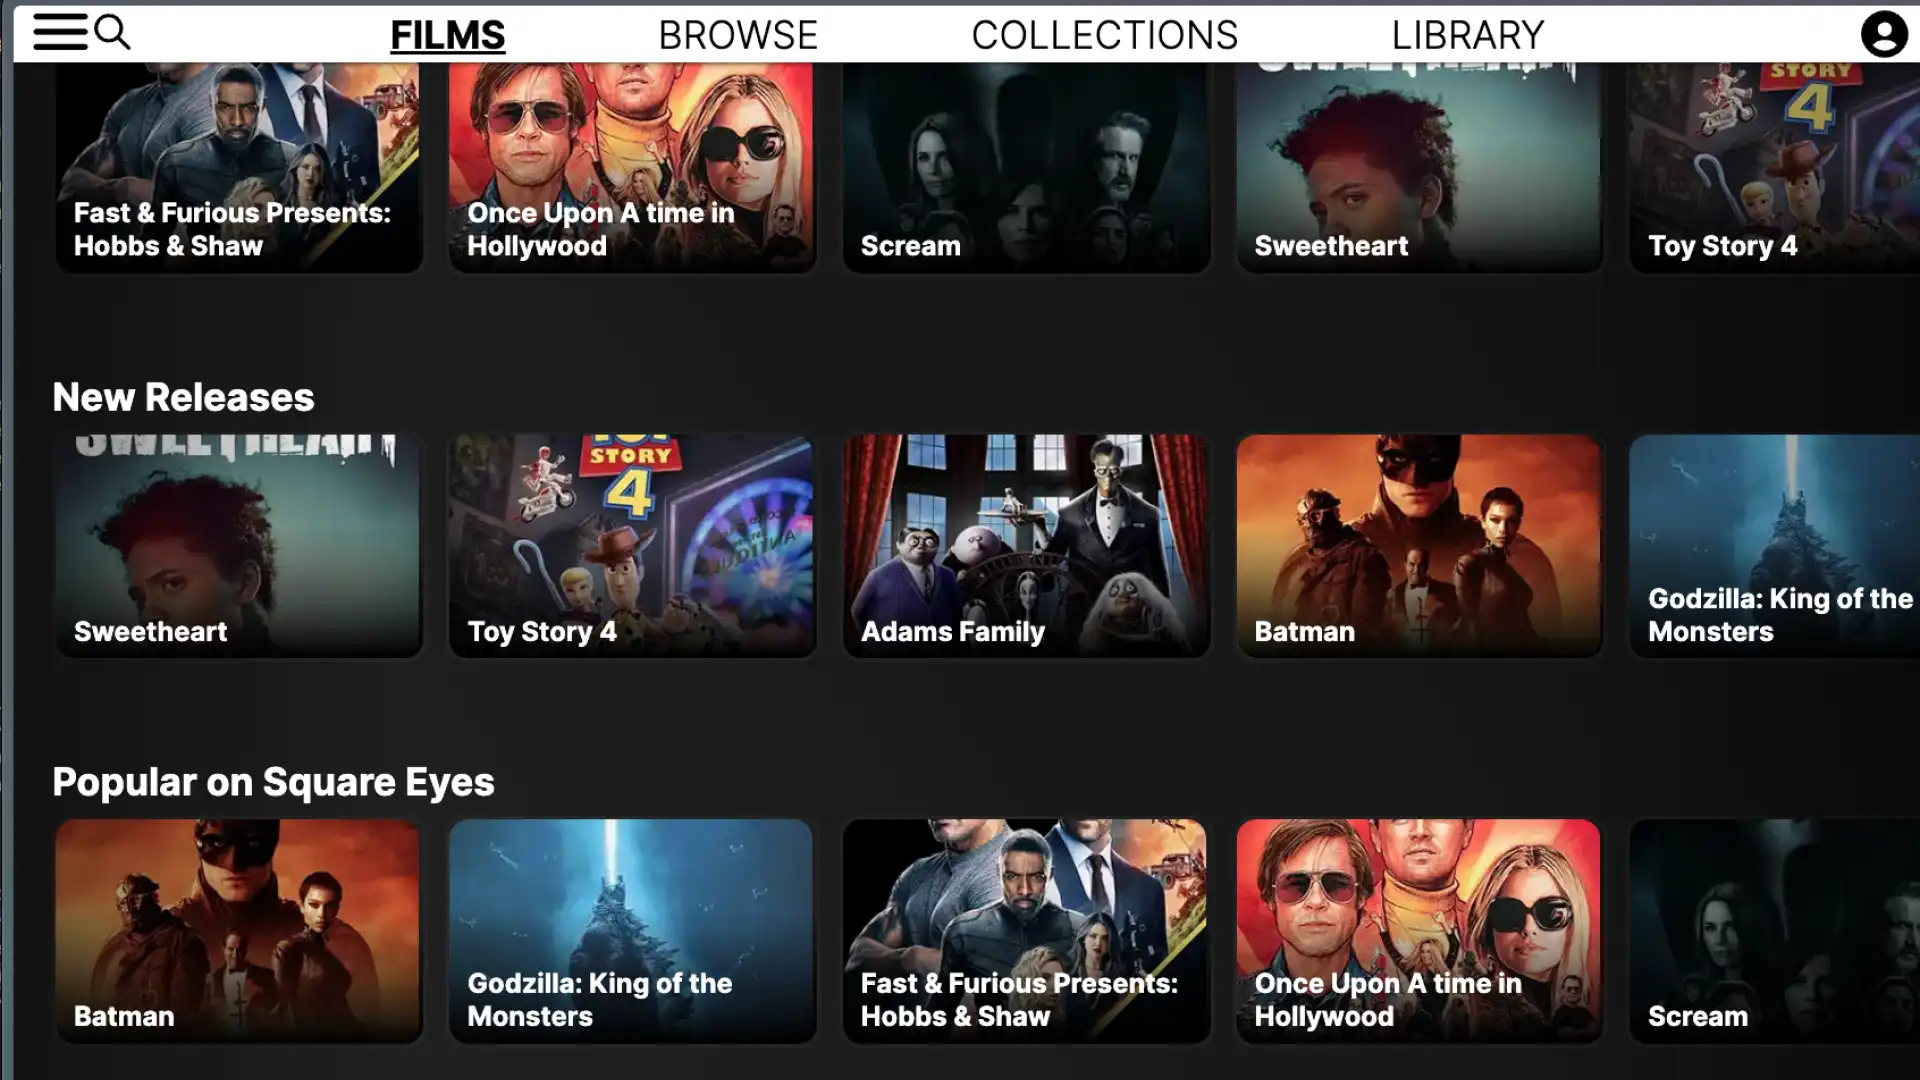 FILMS BROWSE COLLECTIONS LIBRARY
STORY
4
Fast & Furious Presents:
Hobbs & Shaw
Once Upon A time in
Hollywood
Scream
Sweetheart
Toy Story 4
New Releases
SWEETHEART
STORY
4
Sweetheart
Toy Story 4
Adams Family
Batman
Godzilla: King of the
Monsters
Popular on Square Eyes
Batman
Godzilla: King of the
Monsters
Fast & Furious Presents:
Hobbs & Shaw
Once Upon A time in
Hollywood
Scream